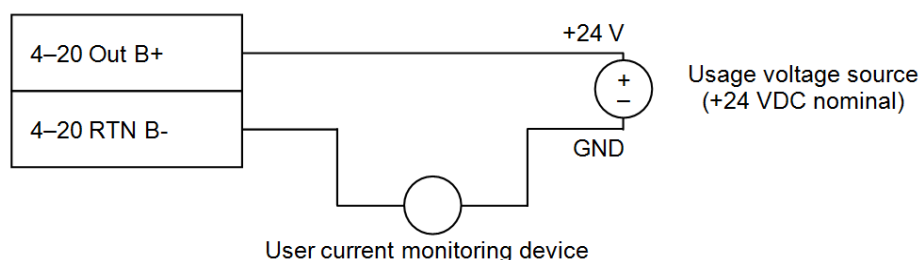 4–20 Out B+
4–20 RTN B-
+24 V
+
–
GND
Usage voltage source
(+24 VDC nominal)
User current monitoring device